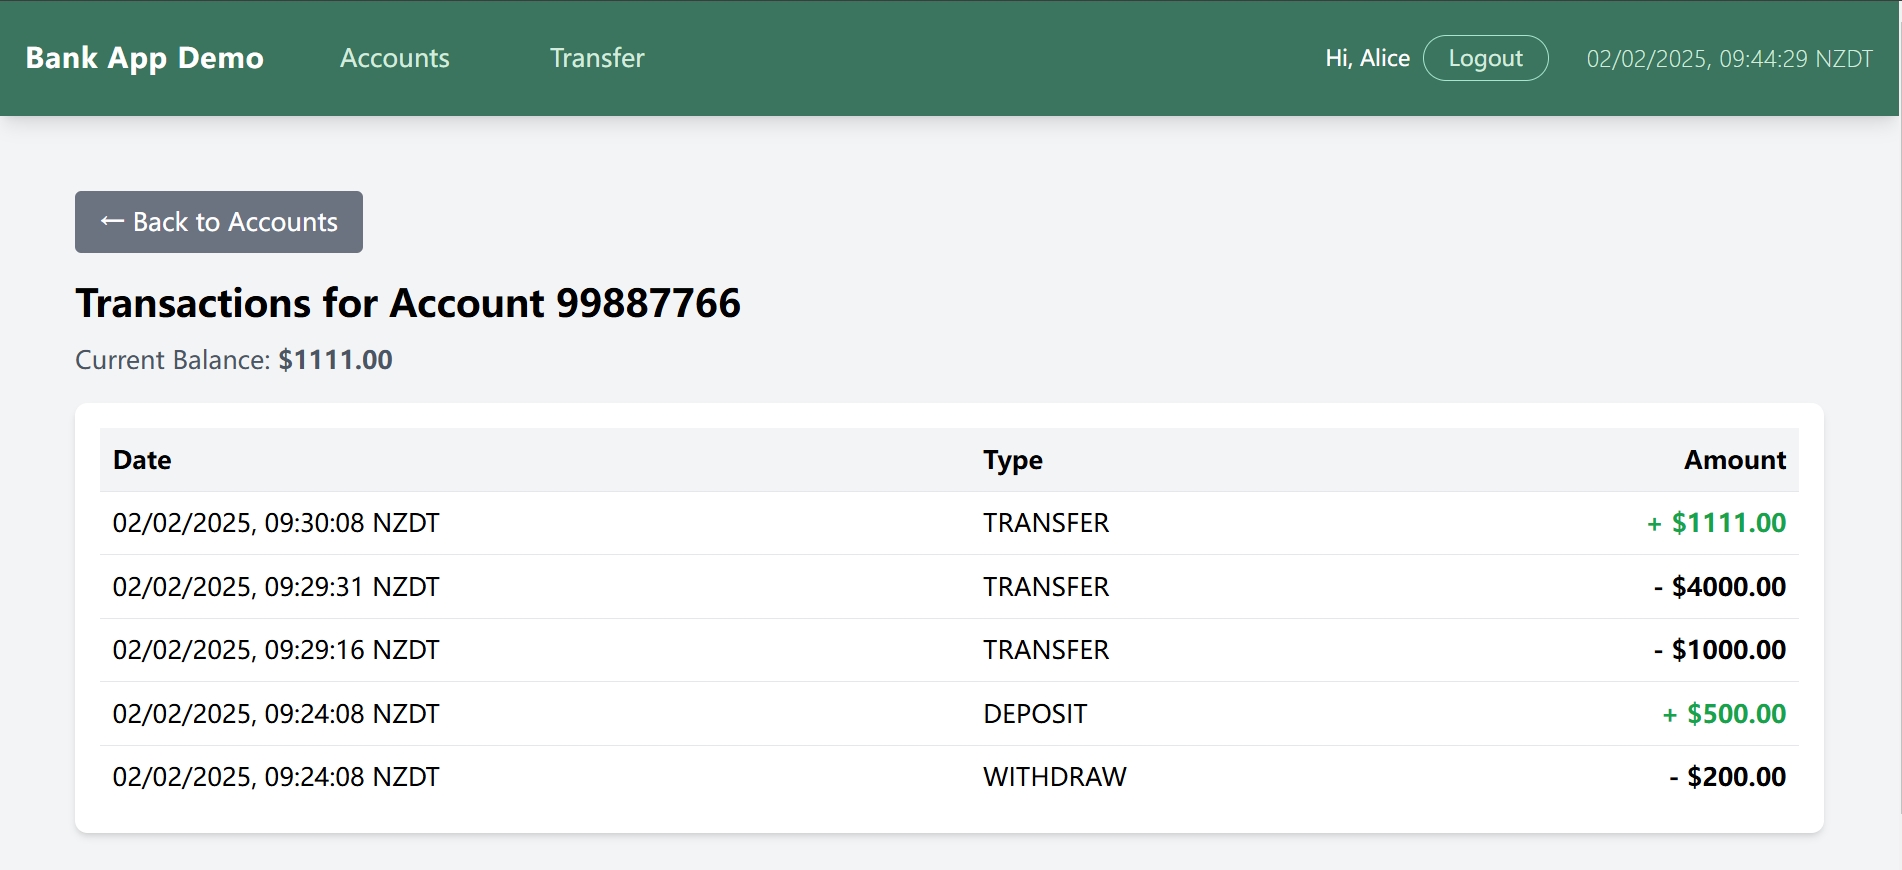 Bank App Demo Accounts Transfer Hi, Alice Logout 02/02/2025, 09:44:29 NZDT
← Back to Accounts
Transactions for Account 99887766
Current Balance: $1111.00
Date Type Amount
02/02/2025, 09:30:08 NZDT TRANSFER + $1111.00
02/02/2025, 09:29:31 NZDT TRANSFER - $4000.00
02/02/2025, 09:29:16 NZDT TRANSFER - $1000.00
02/02/2025, 09:24:08 NZDT DEPOSIT + $500.00
02/02/2025, 09:24:08 NZDT WITHDRAW - $200.00